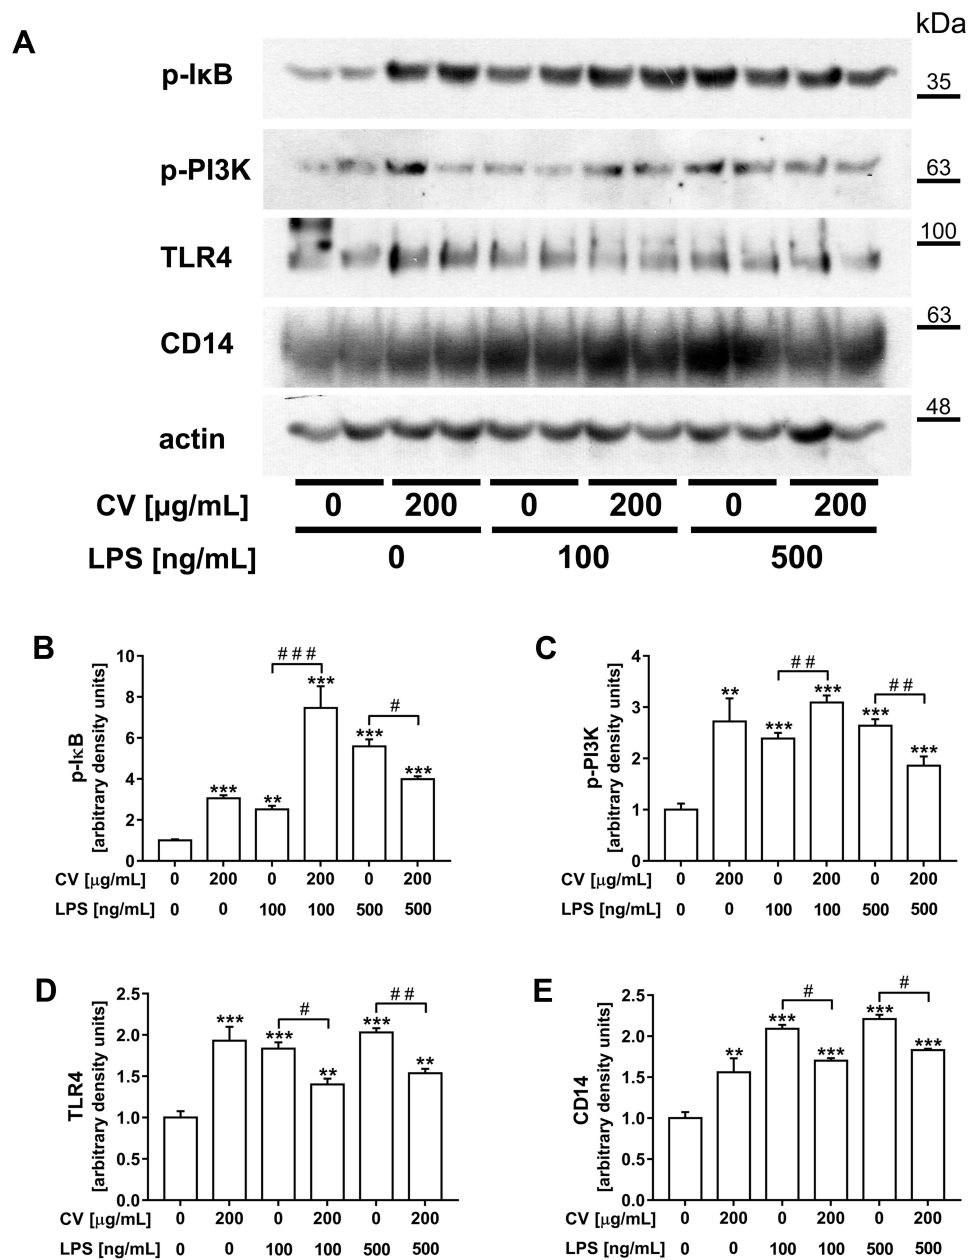 A
kDa
p-IκB
35
p-PI3K
63
TLR4
100
CD14
63
actin
48
CV [µg/mL] 0 200 0 200 0 200
LPS [ng/mL] 0 100 500
B
p-IκB
[arbitrary density units]
10
8
6
4
2
0
***
**
# # #
***
***
#
***
CV [μg/mL] 0 200 0 200 0 200
LPS [ng/mL] 0 0 100 100 500 500
C
p-PI3K
[arbitrary density units]
4
3
2
1
0
**
***
# #
***
***
# #
***
CV [μg/mL] 0 200 0 200 0 200
LPS [ng/mL] 0 0 100 100 500 500
D
TLR4
[arbitrary density units]
2.5
2.0
1.5
1.0
0.5
0.0
***
***
#
**
***
# #
**
CV [μg/mL] 0 200 0 200 0 200
LPS [ng/mL] 0 0 100 100 500 500
E
CD14
[arbitrary density units]
2.5
2.0
1.5
1.0
0.5
0.0
**
***
#
***
***
#
***
CV [μg/mL] 0 200 0 200 0 200
LPS [ng/mL] 0 0 100 100 500 500